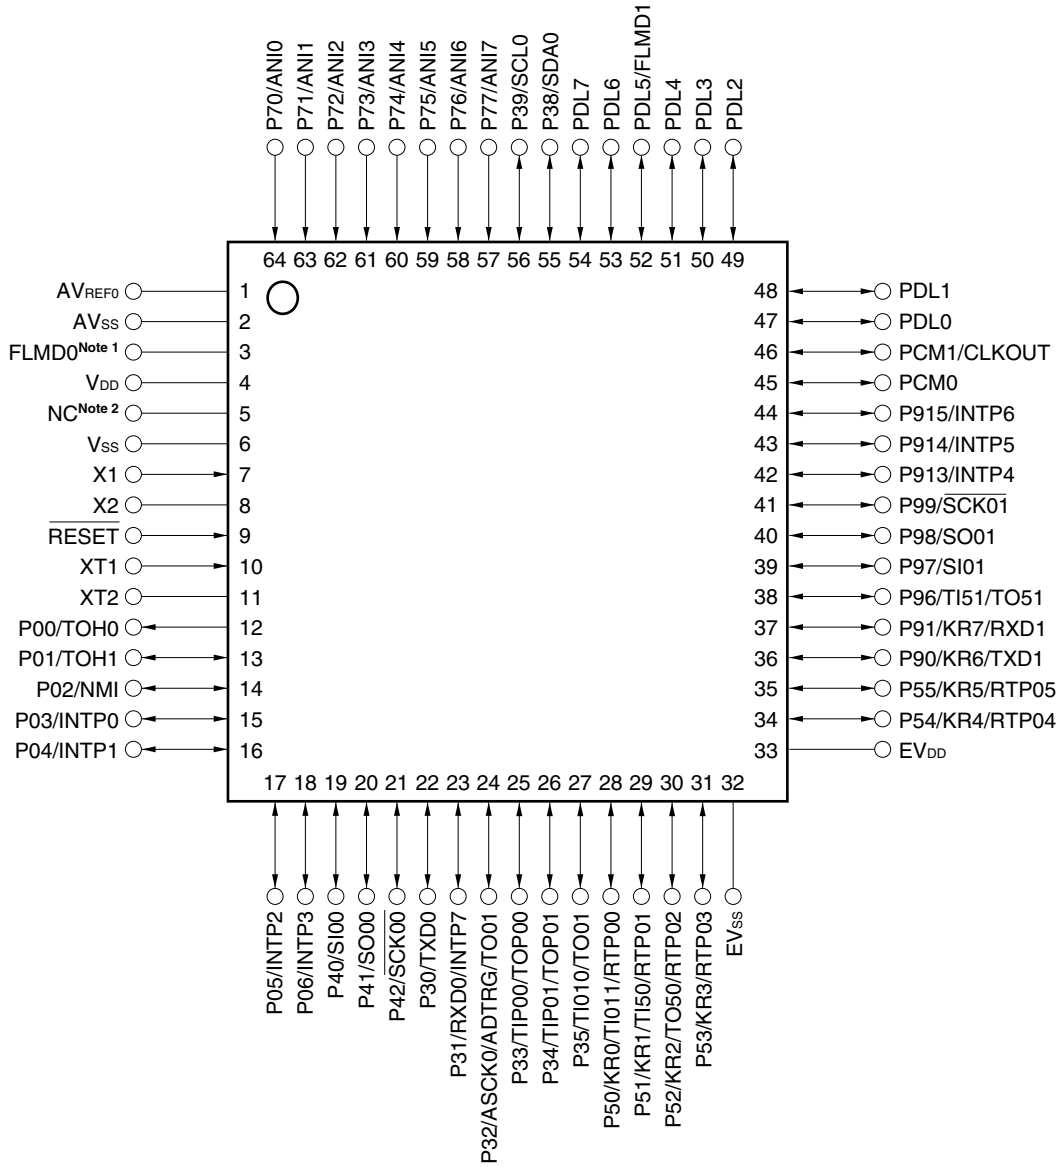 P70/ANI0
P71/ANI1
P72/ANI2
P73/ANI3
P74/ANI4
P75/ANI5
P76/ANI6
P77/ANI7
P39/SCL0
P38/SDA0
PDL7
PDL6
PDL5/FLMD1
PDL4
PDL3
PDL2
64 63 62 61 60 59 58 57 56 55 54 53 52 51 50 49
AVREF0 1
AVSS 2
FLMD0Note 1 3
VDD 4
NCNote 2 5
VSS 6
X1 7
X2 8
RESET 9
XT1 10
XT2 11
P00/TOH0 12
P01/TOH1 13
P02/NMI 14
P03/INTP0 15
P04/INTP1 16
48 PDL1
47 PDL0
46 PCM1/CLKOUT
45 PCM0
44 P915/INTP6
43 P914/INTP5
42 P913/INTP4
41 P99/SCK01
40 P98/SO01
39 P97/SI01
38 P96/TI51/TO51
37 P91/KR7/RXD1
36 P90/KR6/TXD1
35 P55/KR5/RTP05
34 P54/KR4/RTP04
33 EVDD
17 18 19 20 21 22 23 24 25 26 27 28 29 30 31 32
P05/INTP2
P06/INTP3
P40/SI00
P41/SO00
P42/SCK00
P30/TXD0
P31/RXD0/INTP7
P32/ASCK0/ADTRG/TO01
P33/TIP00/TOP00
P34/TIP01/TOP01
P35/TI010/TO01
P50/KR0/TI011/RTP00
P51/KR1/TI50/RTP01
P52/KR2/TO50/RTP02
P53/KR3/RTP03
EVSS